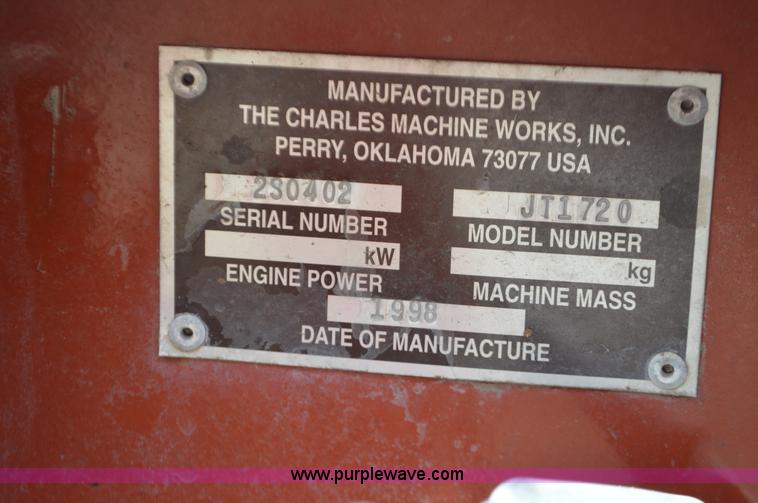 MANUFACTURED BY
THE CHARLES MACHINE WORKS, INC.
PERRY, OKLAHOMA 73077 USA
2S0402 JT1720
SERIAL NUMBER MODEL NUMBER
kW kg
ENGINE POWER MACHINE MASS
1998
DATE OF MANUFACTURE
www.purplewave.com